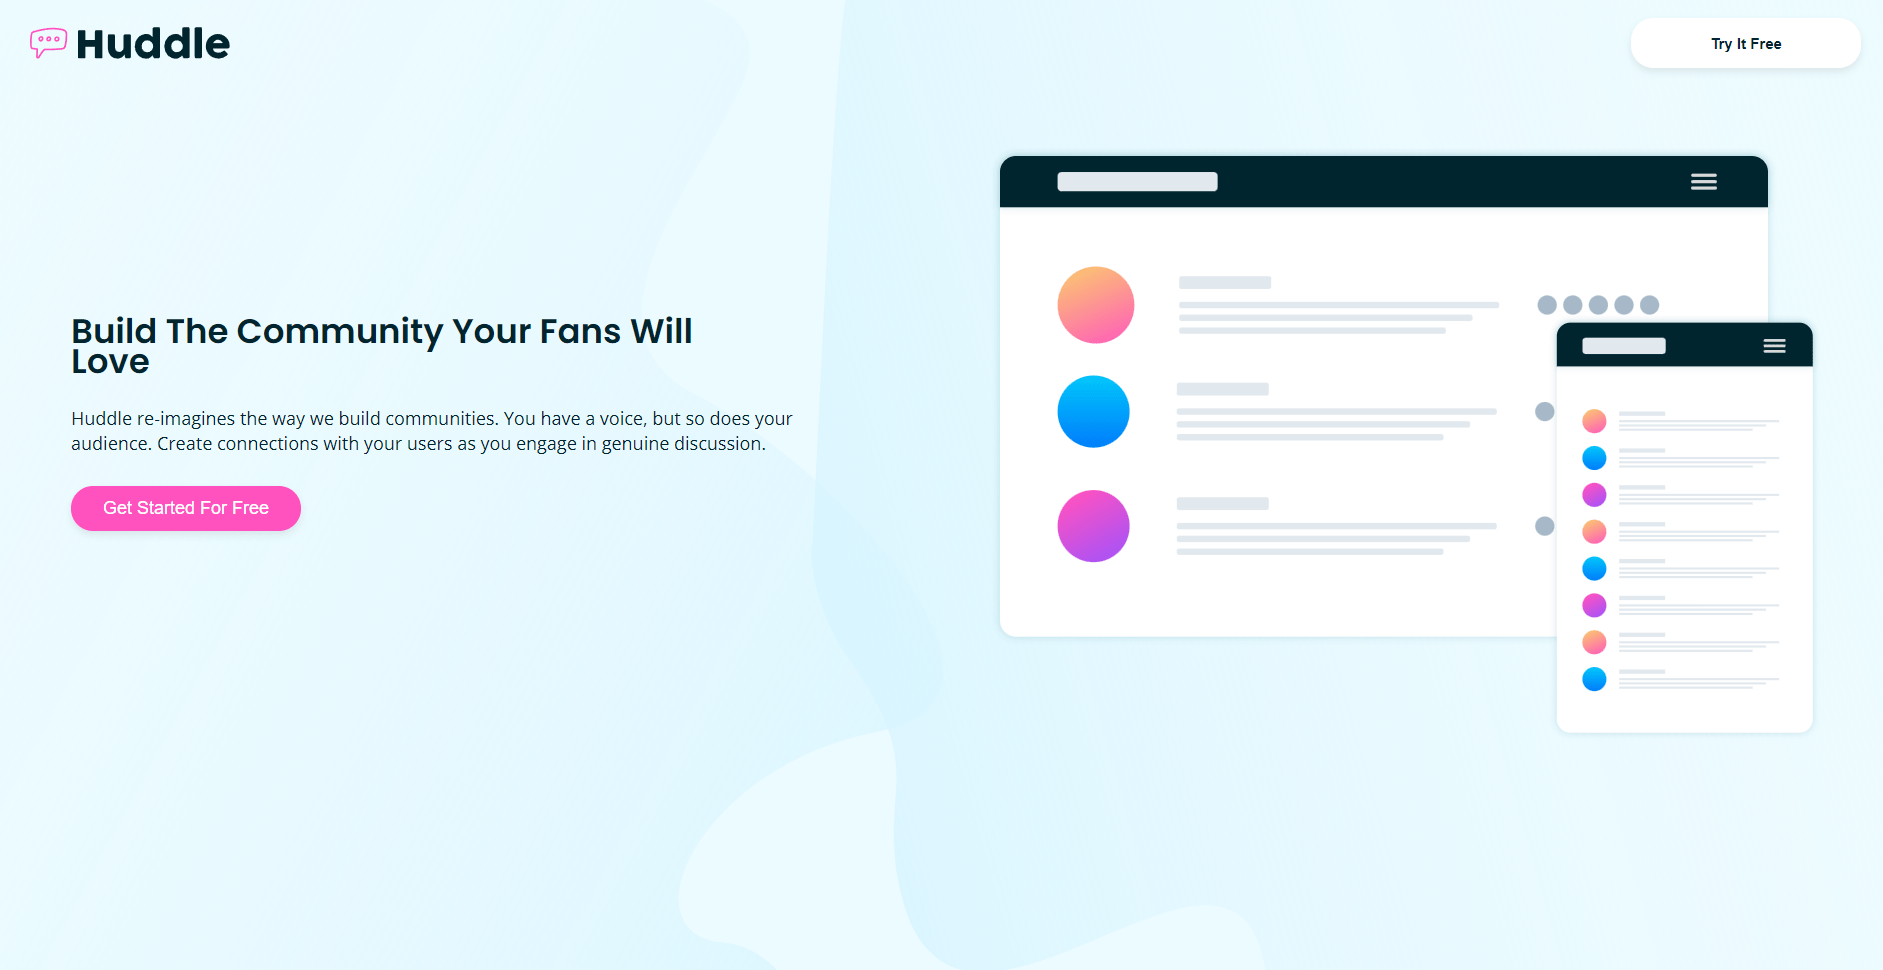 Huddle
Try It Free
Build The Community Your Fans Will
Love
Huddle re-imagines the way we build communities. You have a voice, but so does your
audience. Create connections with your users as you engage in genuine discussion.
Get Started For Free